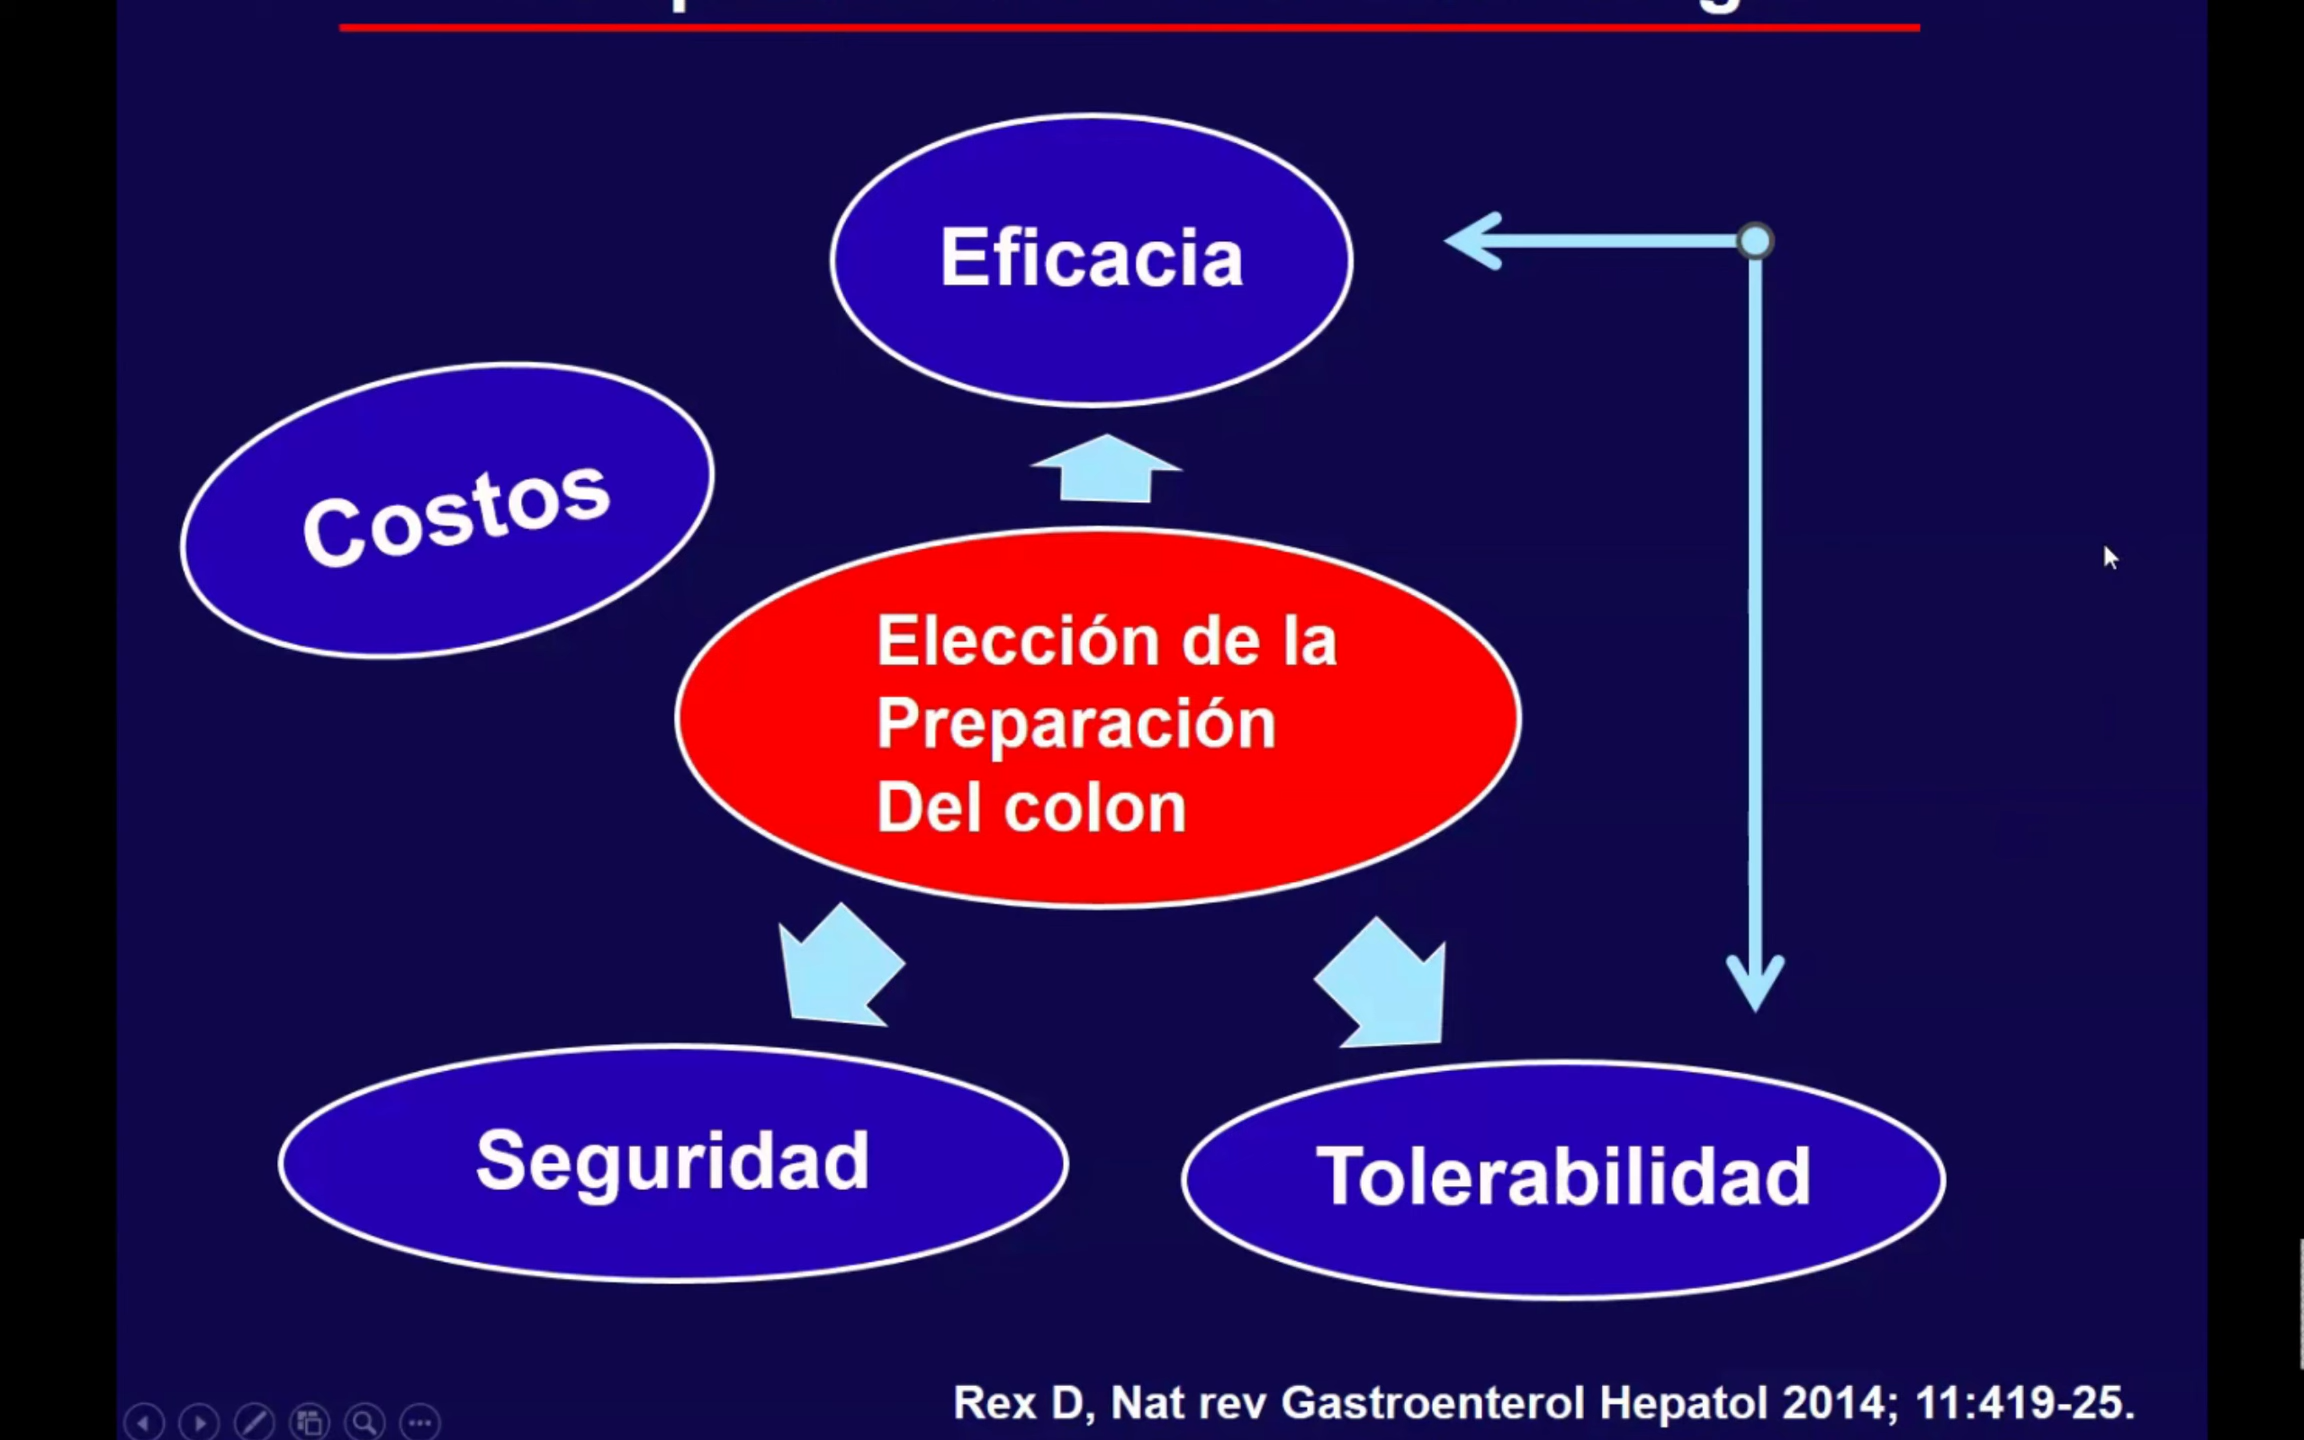 Eficacia
Costos
Elección de la
Preparación
Del colon
Seguridad
Tolerabilidad
Rex D, Nat rev Gastroenterol Hepatol 2014; 11:419-25.